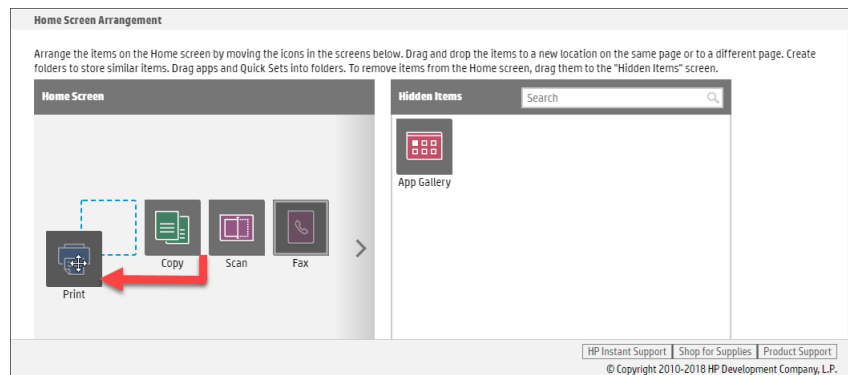 Home Screen Arrangement
Arrange the items on the Home screen by moving the icons in the screens below. Drag and drop the items to a new location on the same page or to a different page. Create
folders to store similar items. Drag apps and Quick Sets into folders. To remove items from the Home screen, drag them to the "Hidden Items" screen.
Home Screen
Hidden Items
Search
App Gallery
Copy
Scan
Fax
Print
HP Instant Support
Shop for Supplies
Product Support
© Copyright 2010-2018 HP Development Company, L.P.